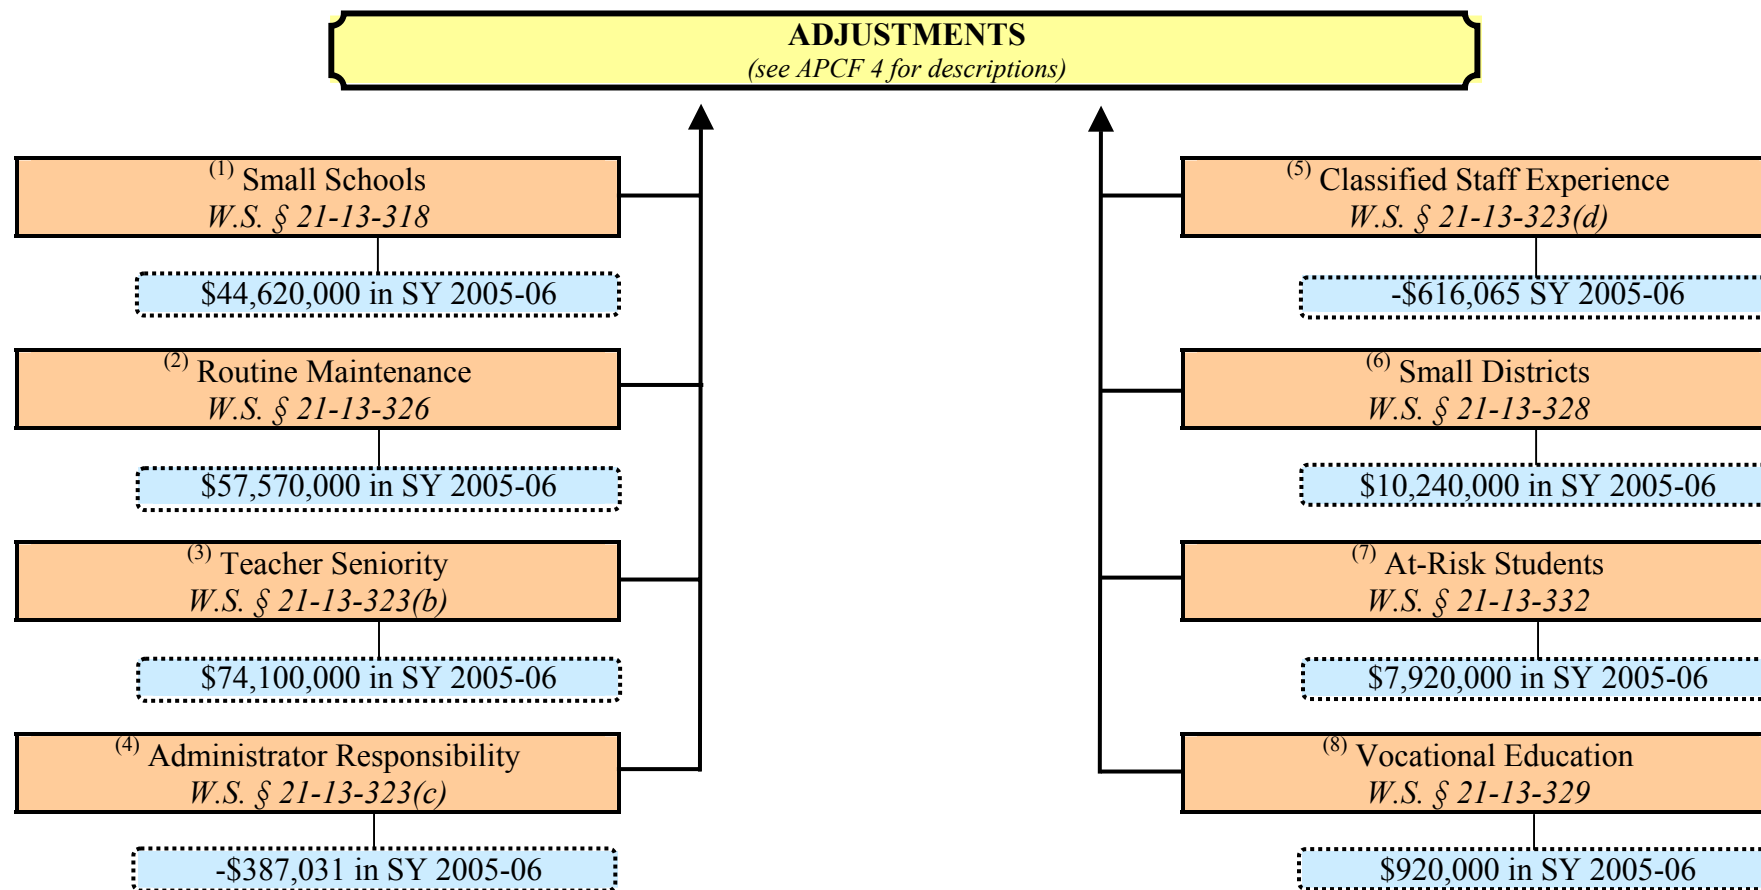 ADJUSTMENTS
(see APCF 4 for descriptions)
(1) Small Schools
W.S. § 21-13-318
$44,620,000 in SY 2005-06
(2) Routine Maintenance
W.S. § 21-13-326
$57,570,000 in SY 2005-06
(3) Teacher Seniority
W.S. § 21-13-323(b)
$74,100,000 in SY 2005-06
(4) Administrator Responsibility
W.S. § 21-13-323(c)
-$387,031 in SY 2005-06
(5) Classified Staff Experience
W.S. § 21-13-323(d)
-$616,065 SY 2005-06
(6) Small Districts
W.S. § 21-13-328
$10,240,000 in SY 2005-06
(7) At-Risk Students
W.S. § 21-13-332
$7,920,000 in SY 2005-06
(8) Vocational Education
W.S. § 21-13-329
$920,000 in SY 2005-06